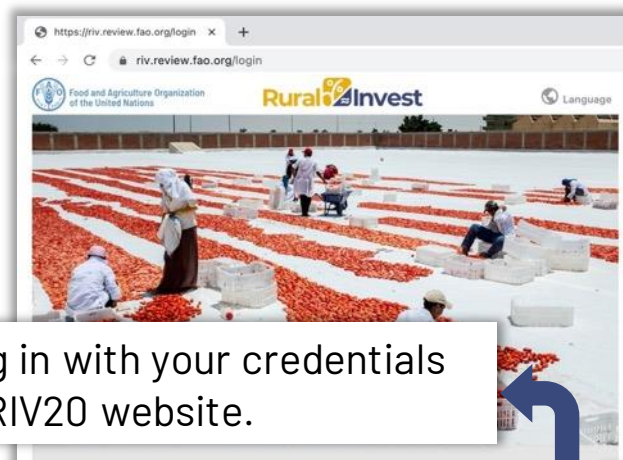 https://riv.review.fao.org/login
riv.review.fao.org/login
Food and Agriculture Organization
of the United Nations
Rural Invest
Language
g in with your credentials
RIV20 website.